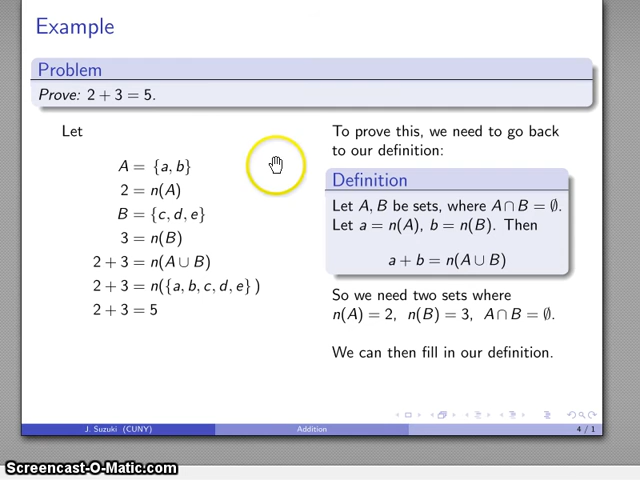 Example
Problem
Prove: 2 + 3 = 5.
Let
A = {a, b}
2 = n(A)
B = {c, d, e}
3 = n(B)
2 + 3 = n(A ∪ B)
2 + 3 = n({a, b, c, d, e} )
2 + 3 = 5
To prove this, we need to go back
to our definition:
Definition
Let A, B be sets, where A ∩ B = ∅.
Let a = n(A), b = n(B). Then
a + b = n(A ∪ B)
So we need two sets where
n(A) = 2, n(B) = 3, A ∩ B = ∅.
We can then fill in our definition.
J. Suzuki (CUNY)
Addition
4 / 1
Screencast-O-Matic.com